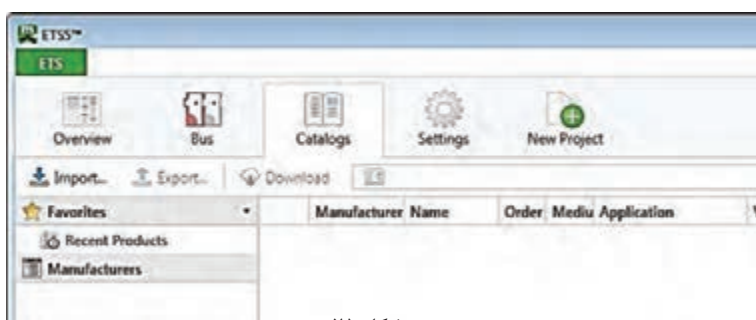 ETS5™
ETS
Overview Bus Catalogs Settings New Project
Import... Export... Download
Favorites Manufacturer Name Order Mediu Application
Recent Products
Manufacturers